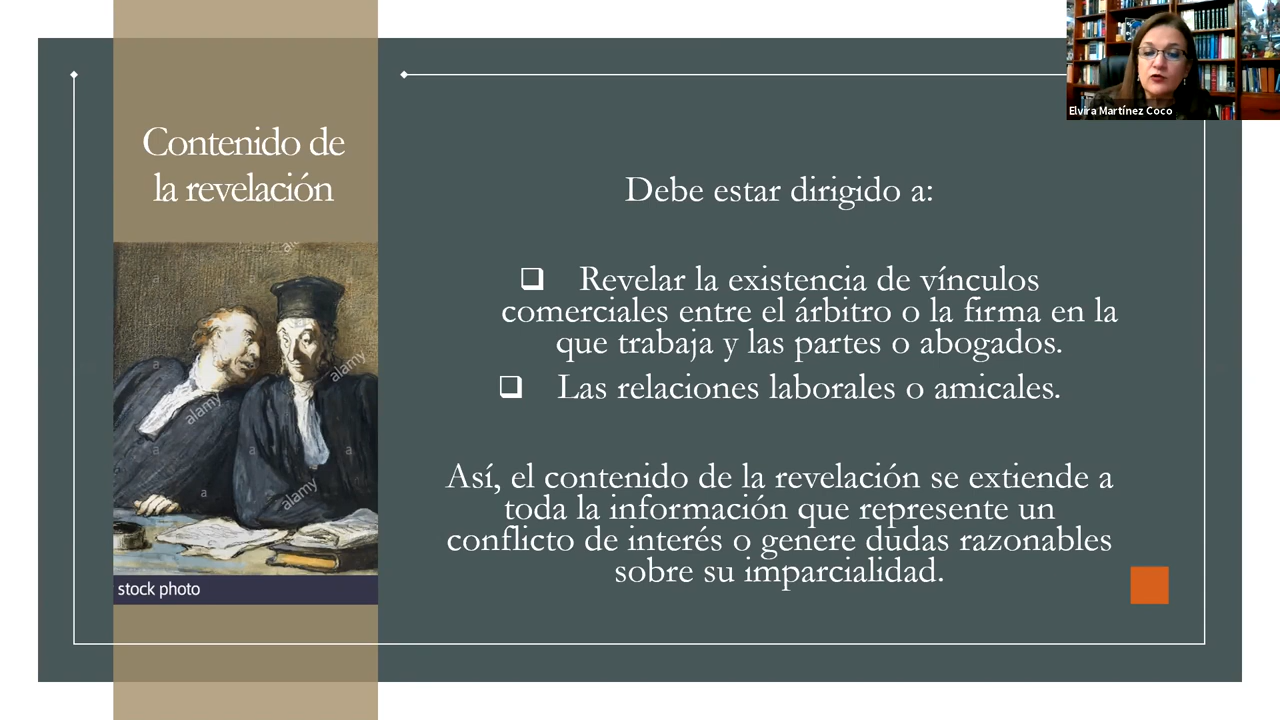 Elvira Martínez Coco
Contenido de
la revelación
Debe estar dirigido a:
❑ Revelar la existencia de vínculos
comerciales entre el árbitro o la firma en la
que trabaja y las partes o abogados.
❑ Las relaciones laborales o amicales.
Así, el contenido de la revelación se extiende a
toda la información que represente un
conflicto de interés o genere dudas razonables
sobre su imparcialidad.
alamy
alamy
alamy
a
a
a
a
stock photo